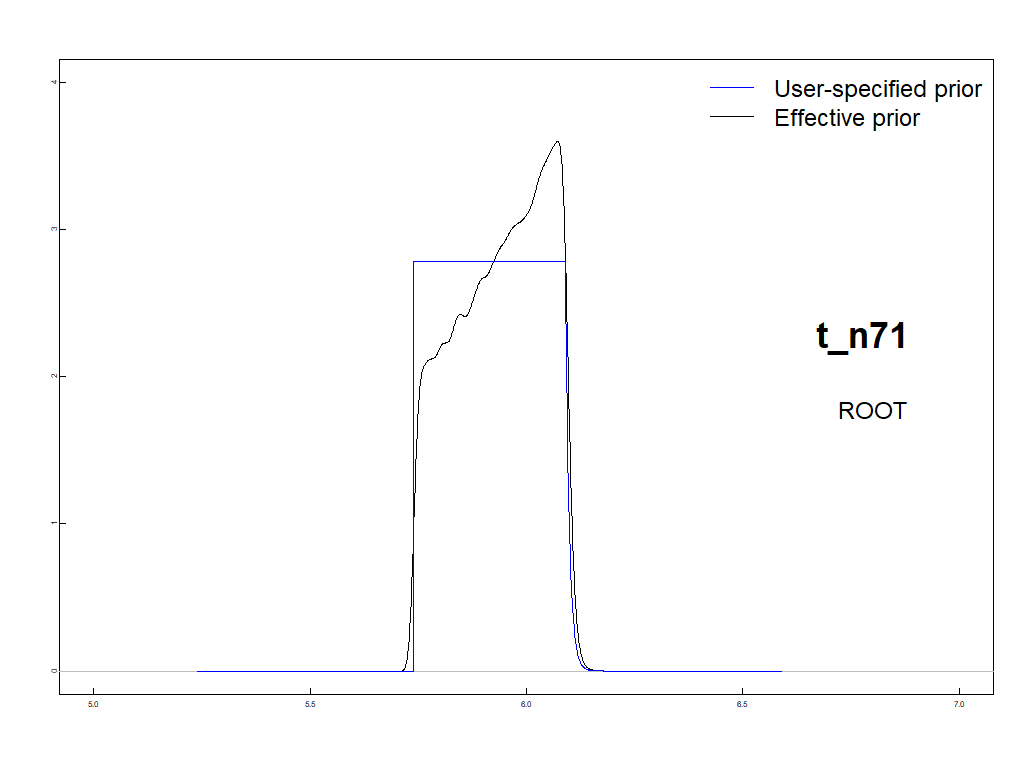 User-specified prior
Effective prior
t_n71
ROOT
4
3
2
1
0
5.0 5.5 6.0 6.5 7.0